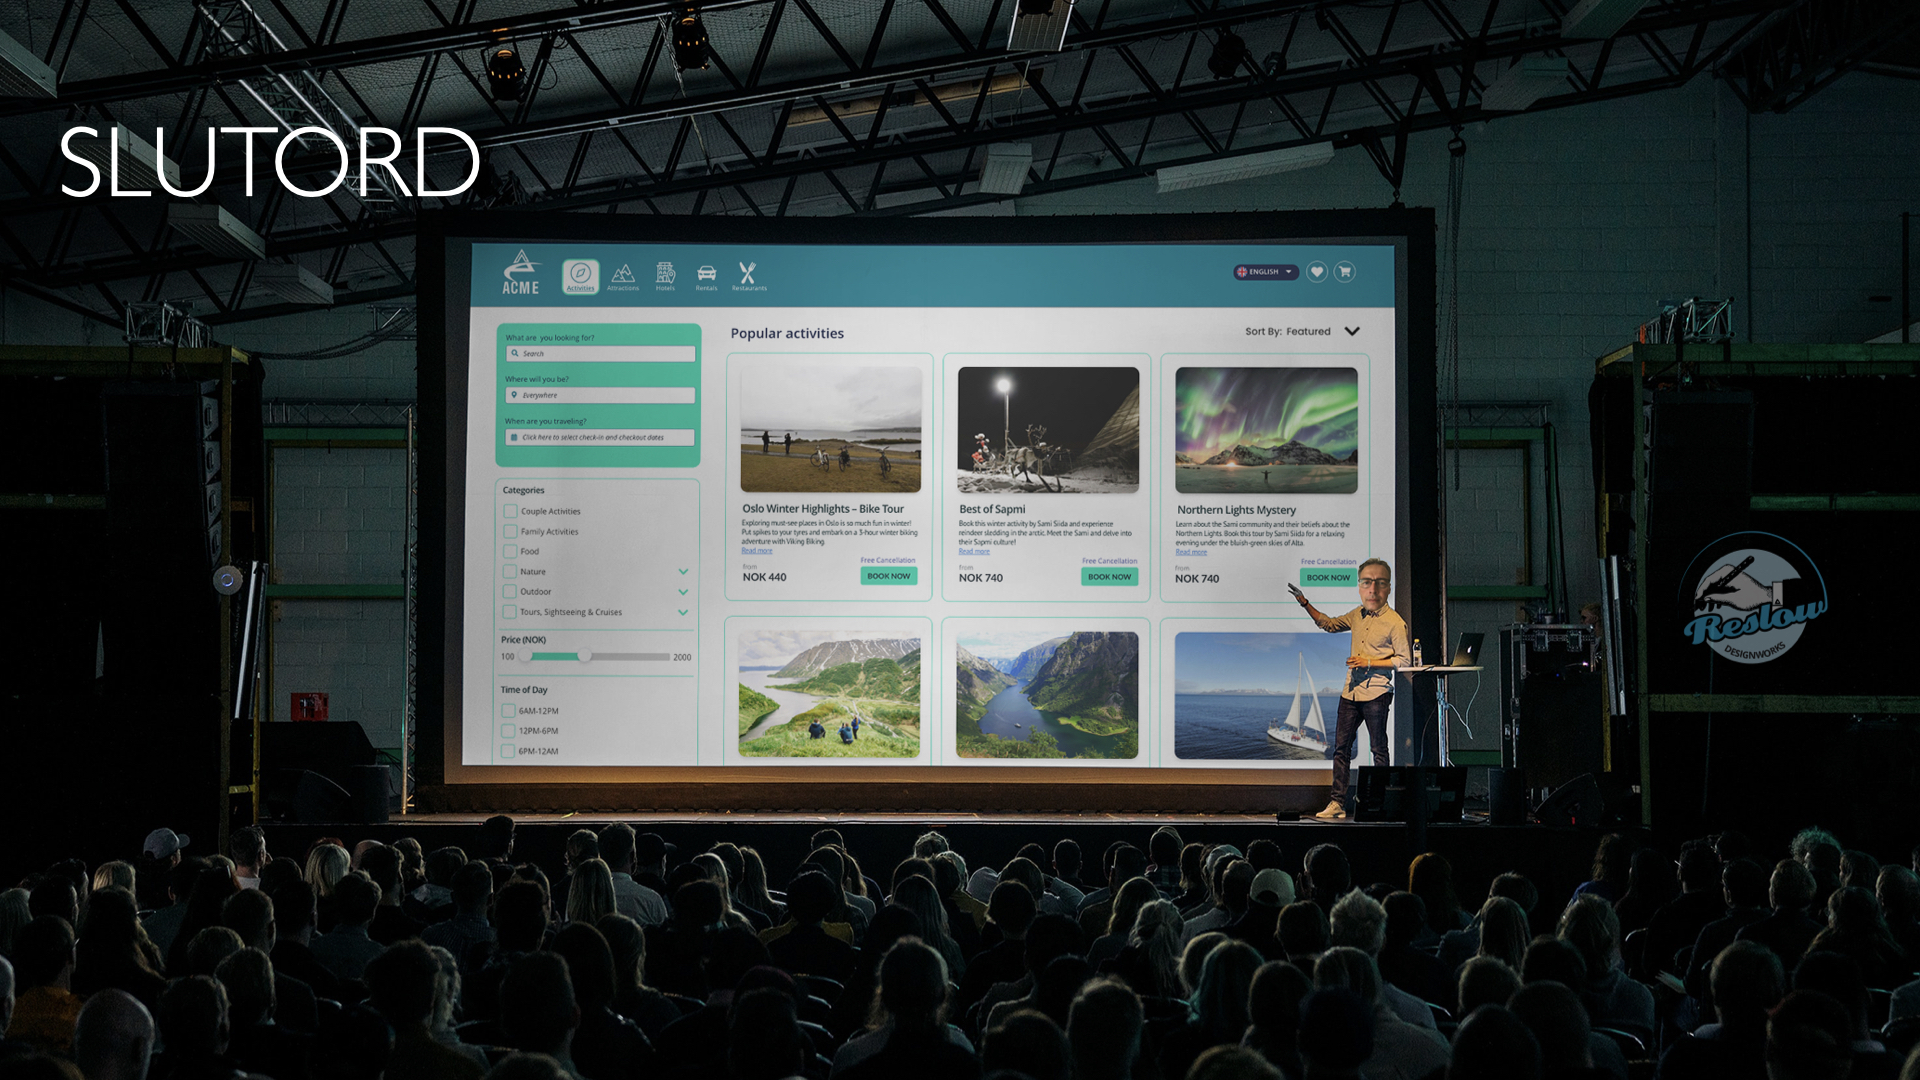 SLUTORD
ACME
Activities
Attractions
Hotels
Rentals
Restaurants
ENGLISH
What are you looking for?
Search
Where will you be?
Everywhere
When are you traveling?
Click here to select check-in and checkout dates
Categories
Couple Activities
Family Activities
Food
Nature
Outdoor
Tours, Sightseeing & Cruises
Price (NOK)
100
2000
Time of Day
6AM-12PM
12PM-6PM
6PM-12AM
Popular activities
Sort By: Featured
Oslo Winter Highlights – Bike Tour
Exploring must-see places in Oslo is so much fun in winter!
Put spikes to your tyres and embark on a 3-hour winter biking
adventure with Viking Biking.
Read more
Free Cancellation
from
NOK 440
BOOK NOW
Best of Sapmi
Book this winter activity by Sami Siida and experience
reindeer sledding in the arctic. Meet the Sami and delve into
their Sapmi culture!
Read more
Free Cancellation
from
NOK 740
BOOK NOW
Northern Lights Mystery
Learn about the Sami community and their beliefs about the
Northern Lights. Book this tour by Sami Siida for a relaxing
evening under the bluish-green skies of Alta.
Read more
Free Cancellation
from
NOK 740
BOOK NOW
Reslow
DESIGNWORKS